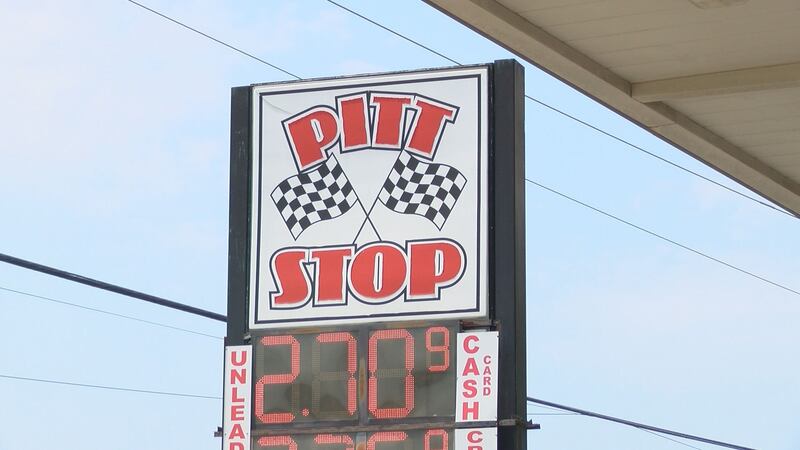 PITT
STOP
UNLEAD
2.70 9
CASH
CARD